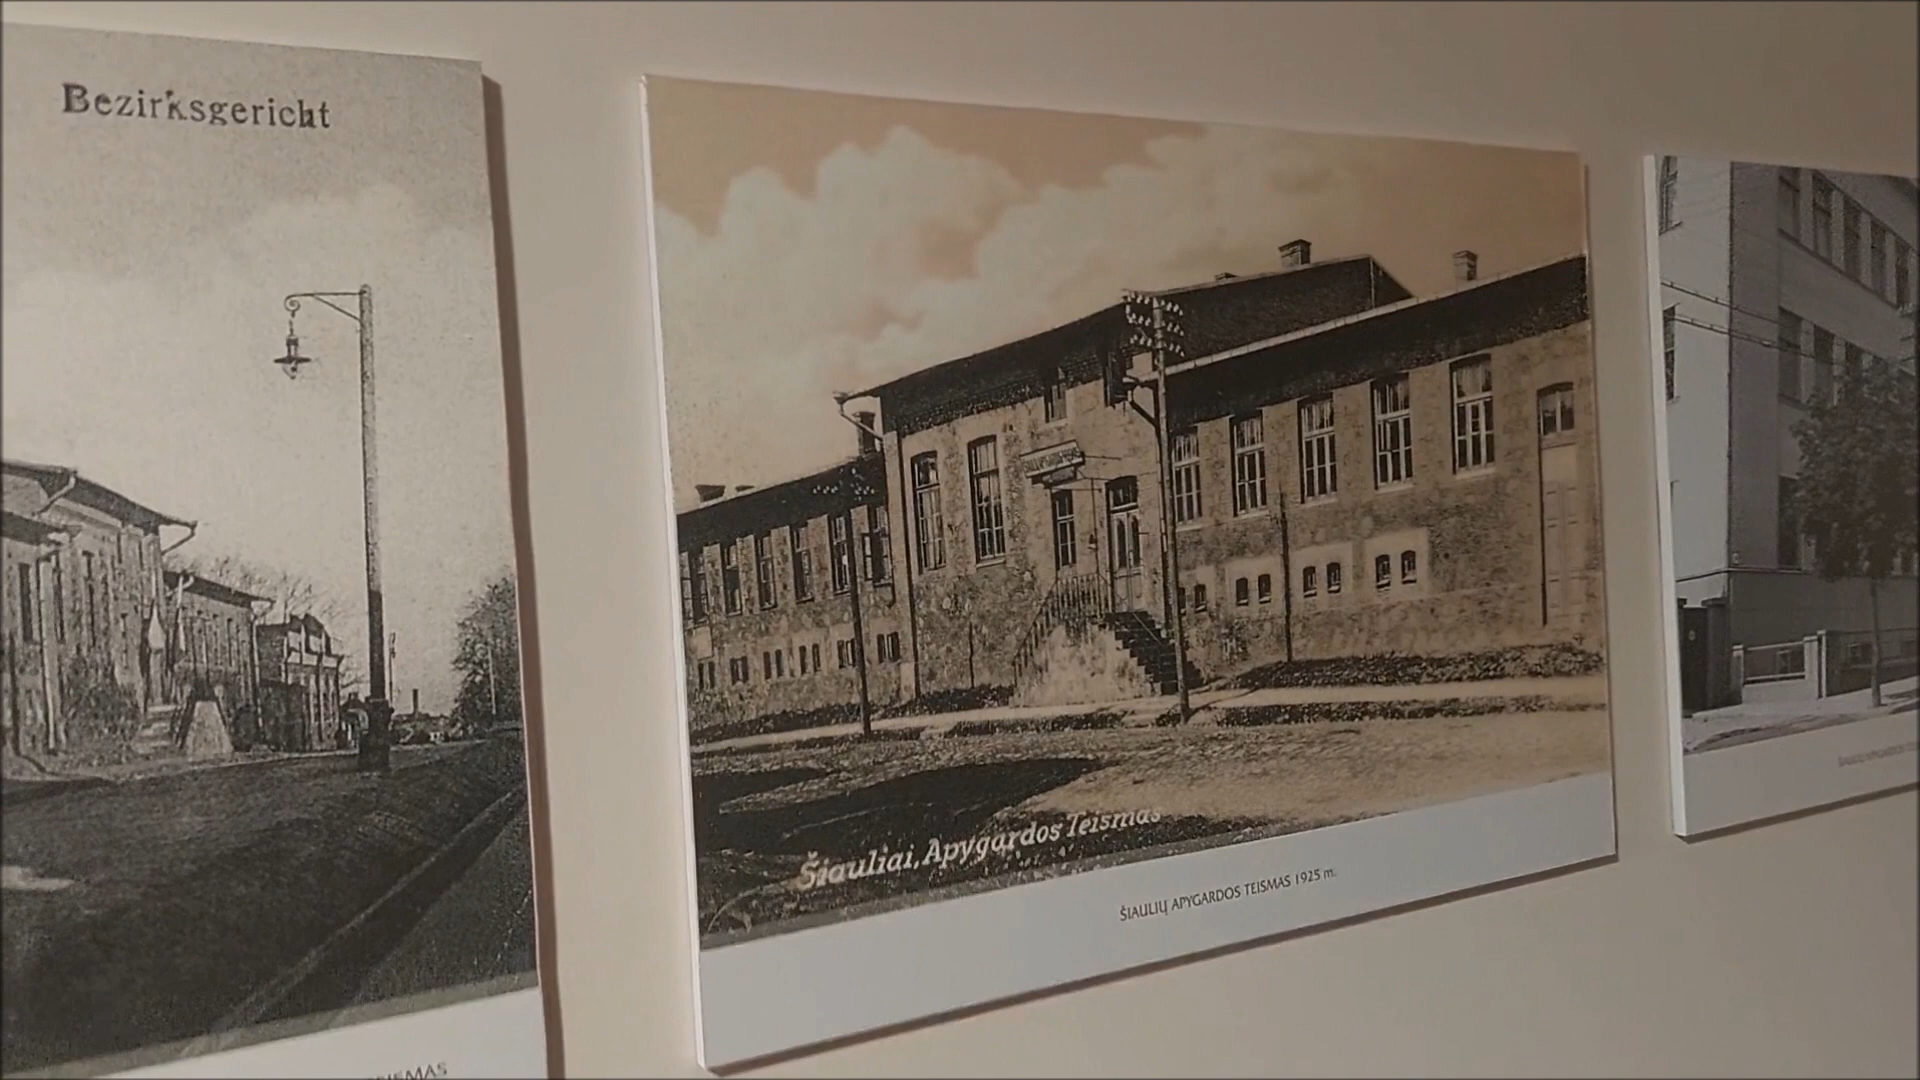 Bezirksgericht
Šiauliai, Apygardos Teismas
ŠIAULIŲ APYGARDOS TEISMAS 1925 m.